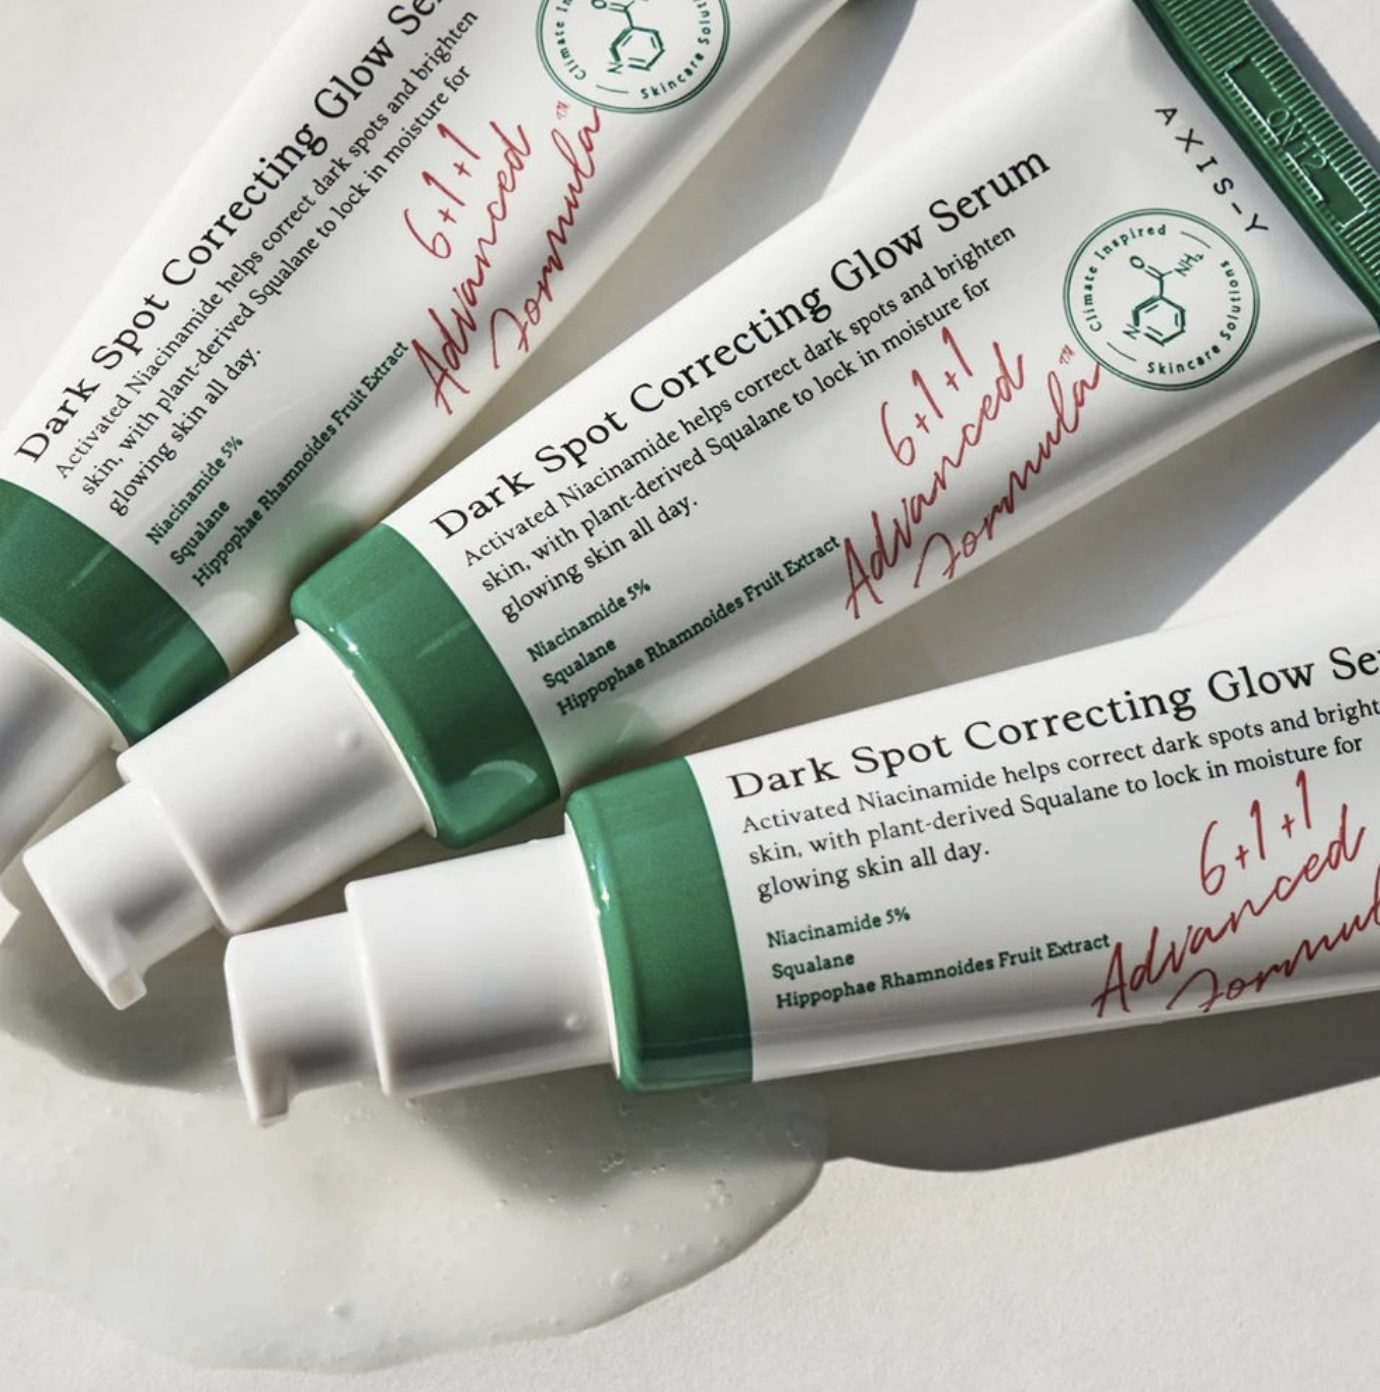 Dark Spot Correcting Glow Se
Activated Niacinamide helps correct dark spots and brighten
skin, with plant-derived Squalane to lock in moisture for
glowing skin all day.
Niacinamide 5%
Squalane
Hippophae Rhamnoides Fruit Extract
6+1+1
Advanced
Formula™
Climate In
Skincare Solu
N
O
AXIS-Y
Dark Spot Correcting Glow Serum
Activated Niacinamide helps correct dark spots and brighten
skin, with plant-derived Squalane to lock in moisture for
glowing skin all day.
Niacinamide 5%
Squalane
Hippophae Rhamnoides Fruit Extract
6+1+1
Advanced
Formula™
Climate Inspired
Skincare Solutions
O
NH₂
N
Dark Spot Correcting Glow Se
Activated Niacinamide helps correct dark spots and bright
skin, with plant-derived Squalane to lock in moisture for
glowing skin all day.
Niacinamide 5%
Squalane
Hippophae Rhamnoides Fruit Extract
6+1+1
Advanced
Formul